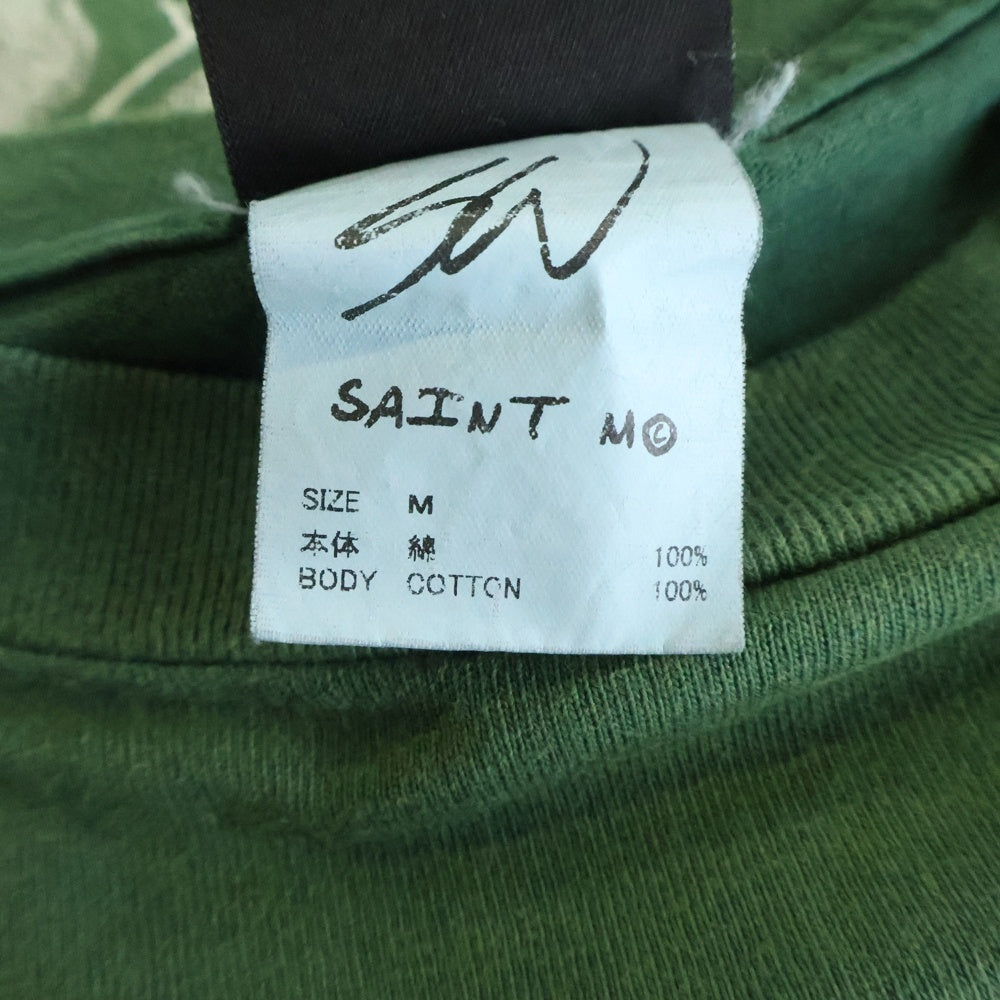 SAINT M©
SIZE M
本体 綿 100%
BODY COTTON 100%